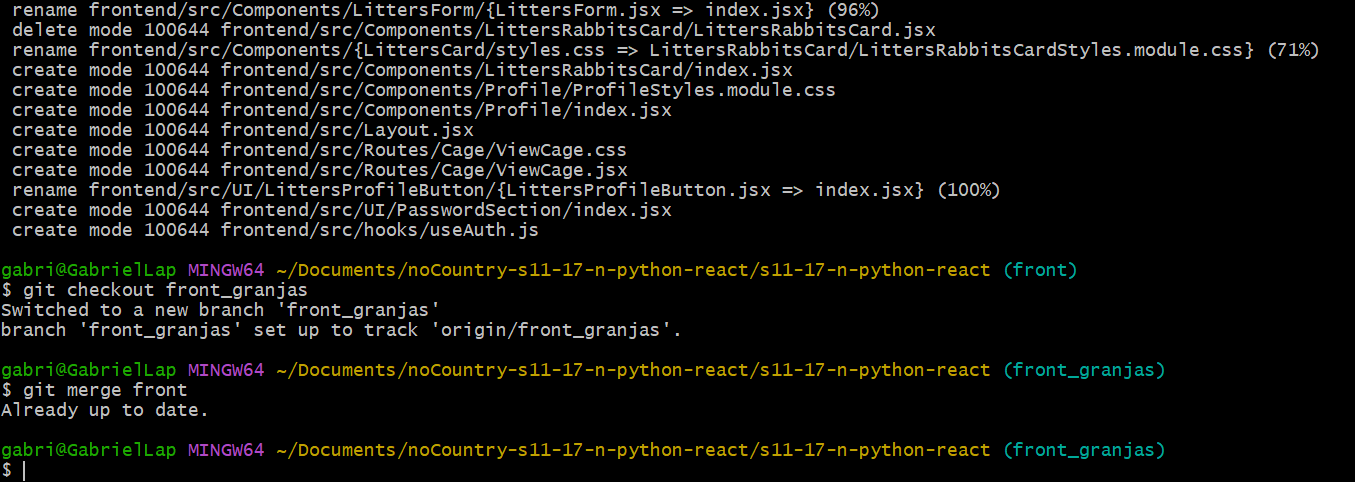 rename frontend/src/Components/LittersForm/{LittersForm.jsx => index.jsx} (96%)
delete mode 100644 frontend/src/Components/LittersRabbitsCard/LittersRabbitsCard.jsx
rename frontend/src/Components/{LittersCard/styles.css => LittersRabbitsCard/LittersRabbitsCardStyles.module.css} (71%)
create mode 100644 frontend/src/Components/LittersRabbitsCard/index.jsx
create mode 100644 frontend/src/Components/Profile/ProfileStyles.module.css
create mode 100644 frontend/src/Components/Profile/index.jsx
create mode 100644 frontend/src/Layout.jsx
create mode 100644 frontend/src/Routes/Cage/ViewCage.css
create mode 100644 frontend/src/Routes/Cage/ViewCage.jsx
rename frontend/src/UI/LittersProfileButton/{LittersProfileButton.jsx => index.jsx} (100%)
create mode 100644 frontend/src/UI/PasswordSection/index.jsx
create mode 100644 frontend/src/hooks/useAuth.js
gabri@GabrielLap MINGW64 ~/Documents/noCountry-s11-17-n-python-react/s11-17-n-python-react (front)
$ git checkout front_granjas
Switched to a new branch 'front_granjas'
branch 'front_granjas' set up to track 'origin/front_granjas'.
gabri@GabrielLap MINGW64 ~/Documents/noCountry-s11-17-n-python-react/s11-17-n-python-react (front_granjas)
$ git merge front
Already up to date.
gabri@GabrielLap MINGW64 ~/Documents/noCountry-s11-17-n-python-react/s11-17-n-python-react (front_granjas)
$